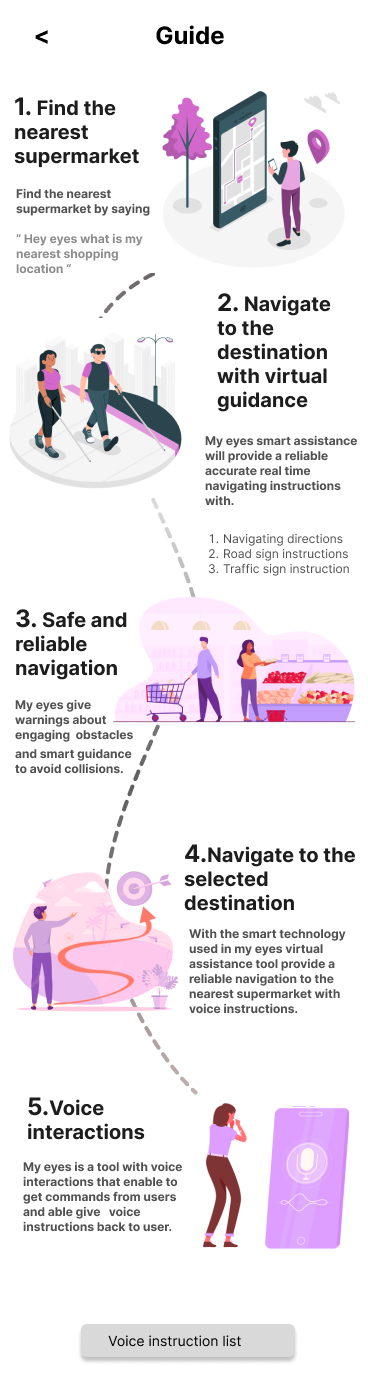 <
Guide
1. Find the
nearest
supermarket
Find the nearest
supermarket by saying
“ Hey eyes what is my
nearest shopping
location “
2. Navigate
to the
destination
with virtual
guidance
My eyes smart assistance
will provide a reliable
accurate real time
navigating instructions
with.
1. Navigating directions
2. Road sign instructions
3. Traffic sign instruction
3. Safe and
reliable
navigation
My eyes give
warnings about
engaging obstacles
and smart guidance
to avoid collisions.
4.Navigate to the
selected
destination
With the smart technology
used in my eyes virtual
assistance tool provide a
reliable navigation to the
nearest supermarket with
voice instructions.
5.Voice
interactions
My eyes is a tool with voice
interactions that enable to
get commands from users
and able give voice
instructions back to user.
Voice instruction list